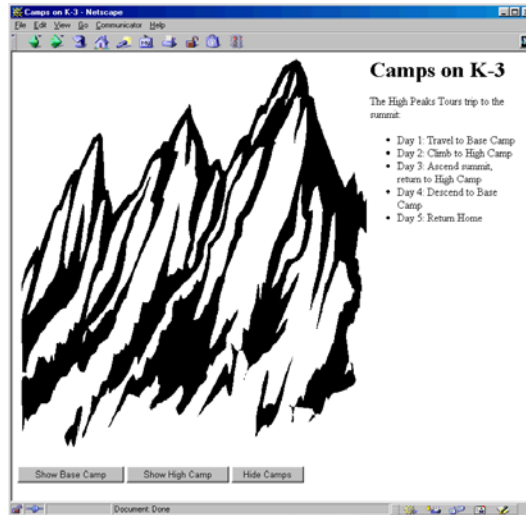 Camps on K-3 - Netscape
File Edit View Go Communicator Help
Camps on K-3
The High Peaks Tours trip to the
summit:
• Day 1: Travel to Base Camp
• Day 2: Climb to High Camp
• Day 3: Ascend summit,
return to High Camp
• Day 4: Descend to Base
Camp
• Day 5: Return Home
Show Base Camp Show High Camp Hide Camps
Document: Done